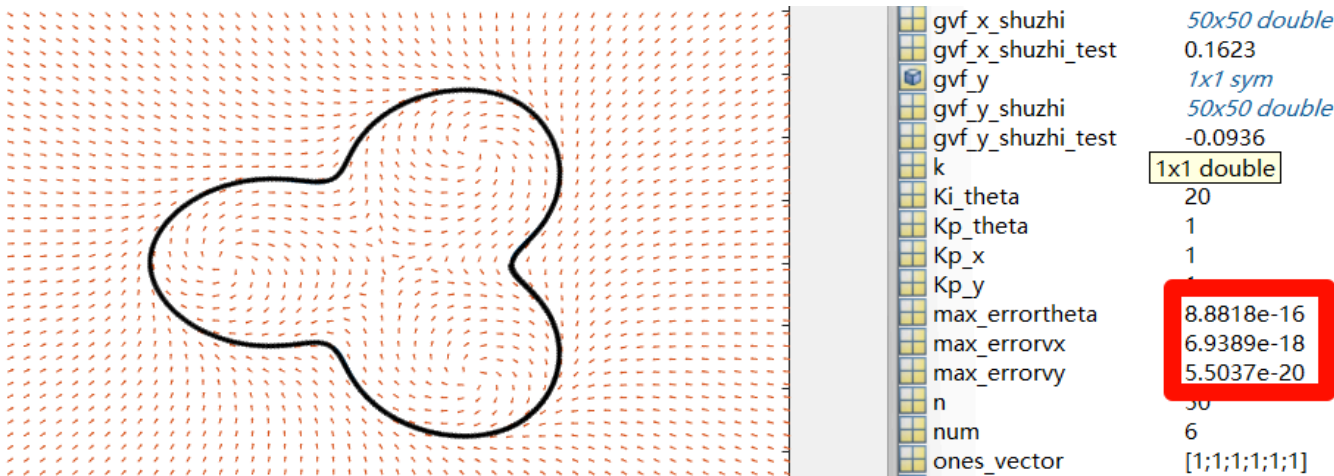 gvf_x_shuzhi 50x50 double
gvf_x_shuzhi_test 0.1623
gvf_y 1x1 sym
gvf_y_shuzhi 50x50 double
gvf_y_shuzhi_test -0.0936
k 1x1 double
Ki_theta 20
Kp_theta 1
Kp_x 1
Kp_y
max_errortheta 8.8818e-16
max_errorvx 6.9389e-18
max_errorvy 5.5037e-20
n 50
num 6
ones_vector [1;1;1;1;1;1]